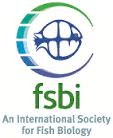 fsbi
An International Society
for Fish Biology